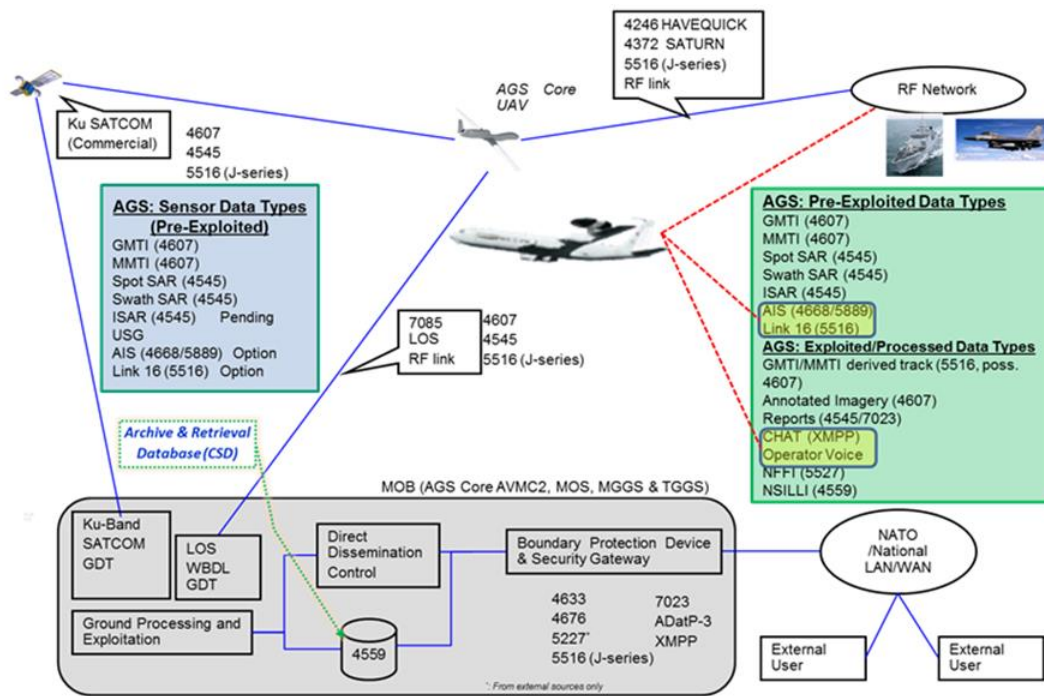 4246 HAVEQUICK
4372 SATURN
5516 (J-series)
RF link
AGS Core
UAV
RF Network
Ku SATCOM
(Commercial)
4607
4545
5516 (J-series)
AGS: Sensor Data Types
(Pre-Exploited)
GMTI (4607)
MMTI (4607)
Spot SAR (4545)
Swath SAR (4545)
ISAR (4545) Pending
USG
AIS (4668/5889) Option
Link 16 (5516) Option
7085
LOS
RF link
4607
4545
5516 (J-series)
AGS: Pre-Exploited Data Types
GMTI (4607)
MMTI (4607)
Spot SAR (4545)
Swath SAR (4545)
ISAR (4545)
AIS (4668/5889)
Link 16 (5516)
AGS: Exploited/Processed Data Types
GMTI/MMTI derived track (5516, poss.
4607)
Annotated Imagery (4607)
Reports (4545/7023)
CHAT (XMPP)
Operator Voice
NFFI (5527)
NSILLI (4559)
Archive & Retrieval
Database (CSD)
MOB (AGS Core AVMC2, MOS, MGGS & TGGS)
Ku-Band
SATCOM
GDT
LOS
WBDL
GDT
Direct
Dissemination
Control
Boundary Protection Device
& Security Gateway
Ground Processing and
Exploitation
4559
4633
4676
5227*
5516 (J-series)
7023
ADatP-3
XMPP
*: From external sources only
NATO
/National
LAN/WAN
External
User
External
User